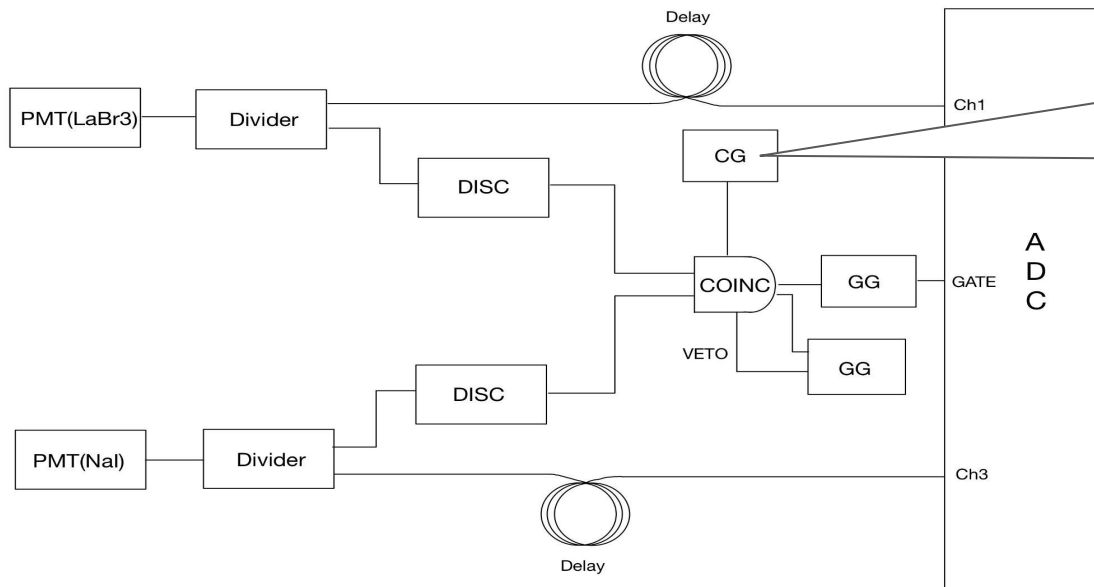 Delay
PMT(LaBr3)
Divider
Ch1
CG
DISC
A
D
C
COINC
GG
GATE
VETO
GG
DISC
PMT(NaI)
Divider
Ch3
Delay